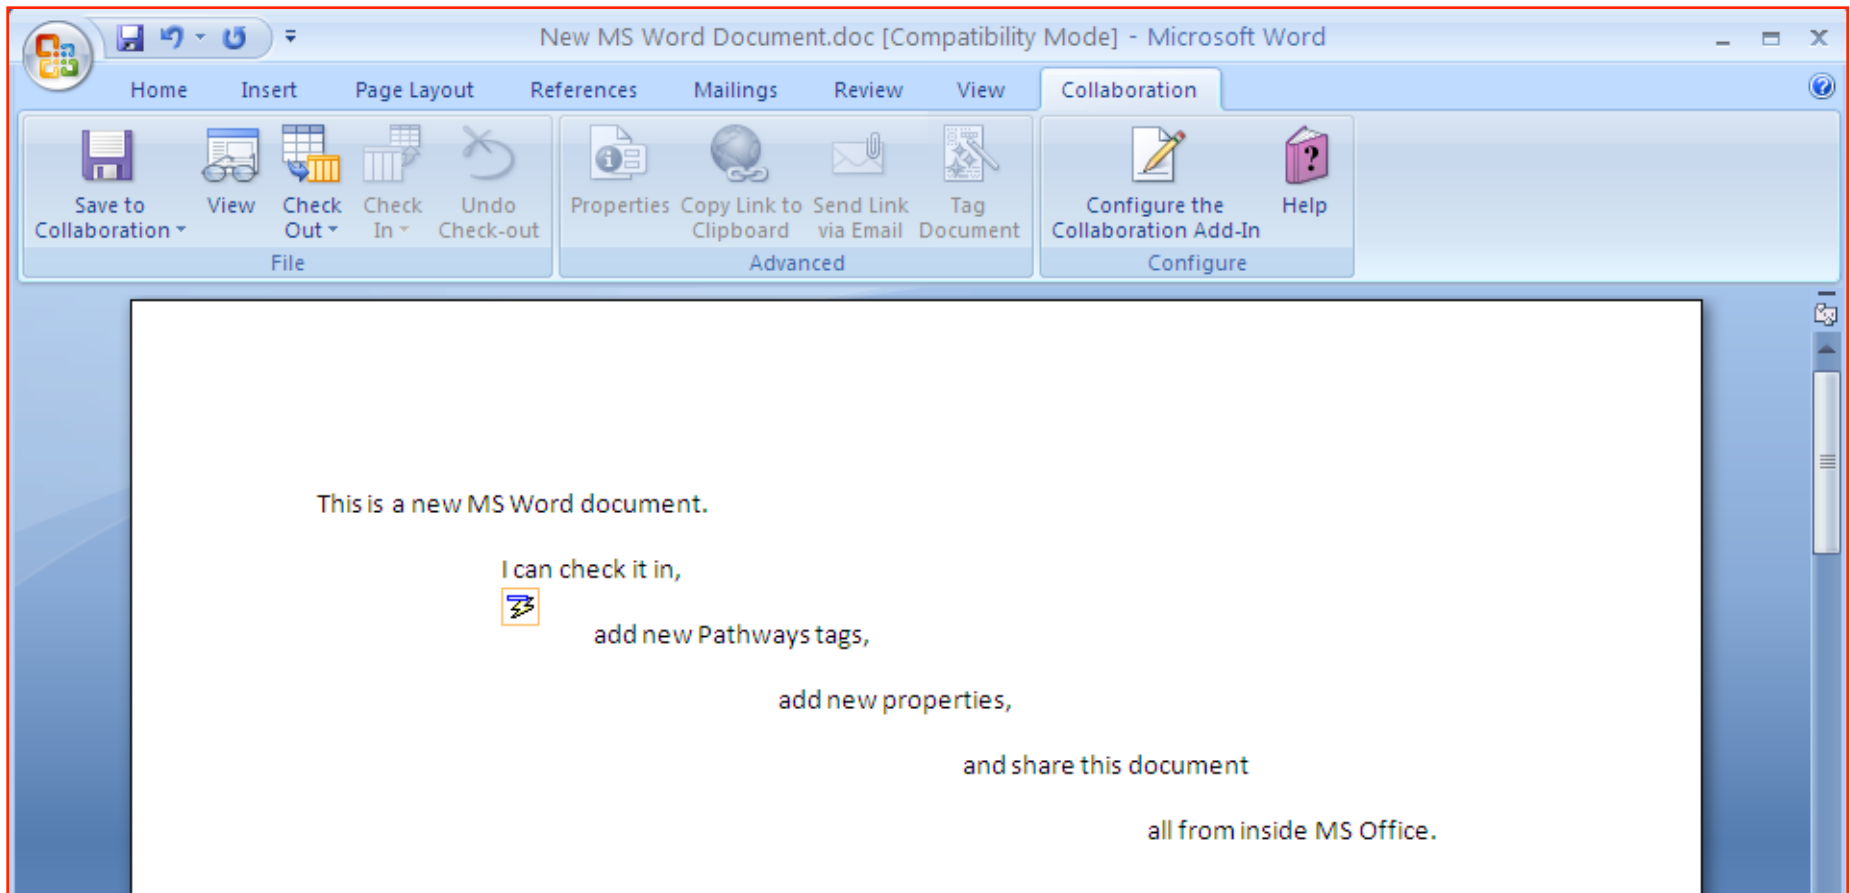 New MS Word Document.doc [Compatibility Mode] - Microsoft Word
Home Insert Page Layout References Mailings Review View Collaboration
Save to Collaboration
View
Check Out
Check In
Undo Check-out
File
Properties
Copy Link to Clipboard
Send Link via Email
Tag Document
Advanced
Configure the Collaboration Add-In
Help
Configure
This is a new MS Word document.
I can check it in,
add new Pathways tags,
add new properties,
and share this document
all from inside MS Office.